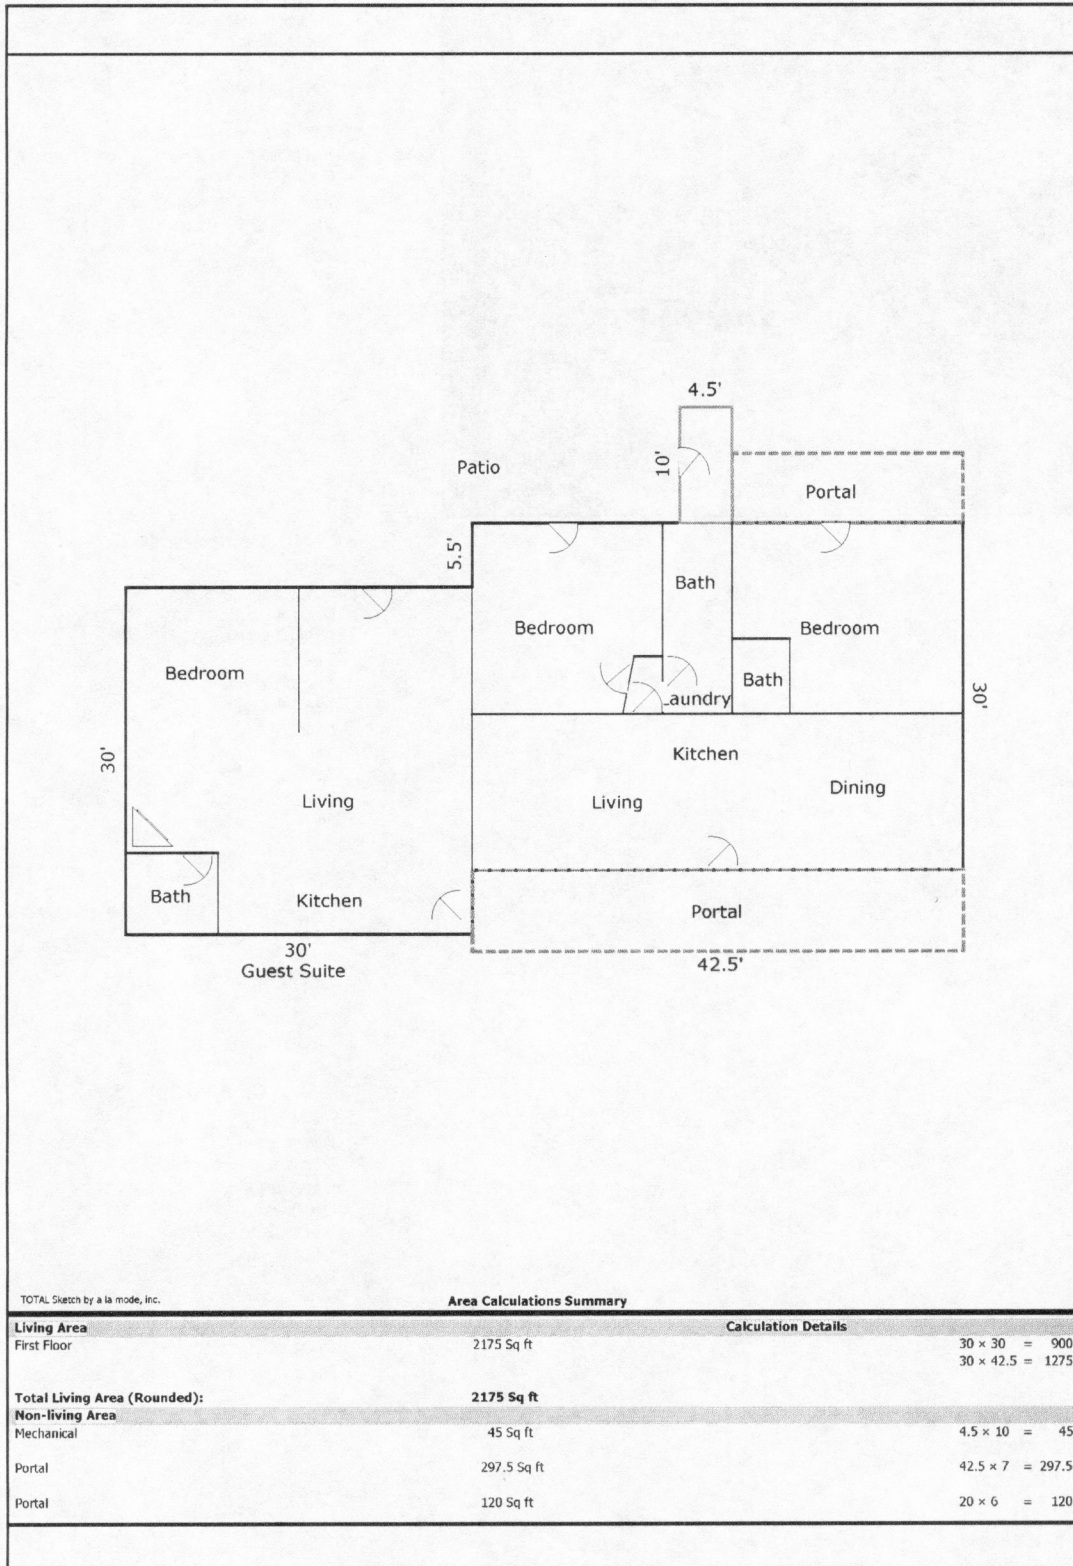 4.5'
Patio
10'
Portal
5.5'
Bath
Bedroom
Bedroom
Bedroom
Bath
Laundry
30'
Kitchen
30'
Dining
Living
Living
Bath
Kitchen
Portal
30'
42.5'
Guest Suite
TOTAL Sketch by a la mode, inc.
Area Calculations Summary
Living Area Calculation Details
First Floor 2175 Sq ft 30 × 30 = 900
30 × 42.5 = 1275
Total Living Area (Rounded): 2175 Sq ft
Non-living Area
Mechanical 45 Sq ft 4.5 × 10 = 45
Portal 297.5 Sq ft 42.5 × 7 = 297.5
Portal 120 Sq ft 20 × 6 = 120